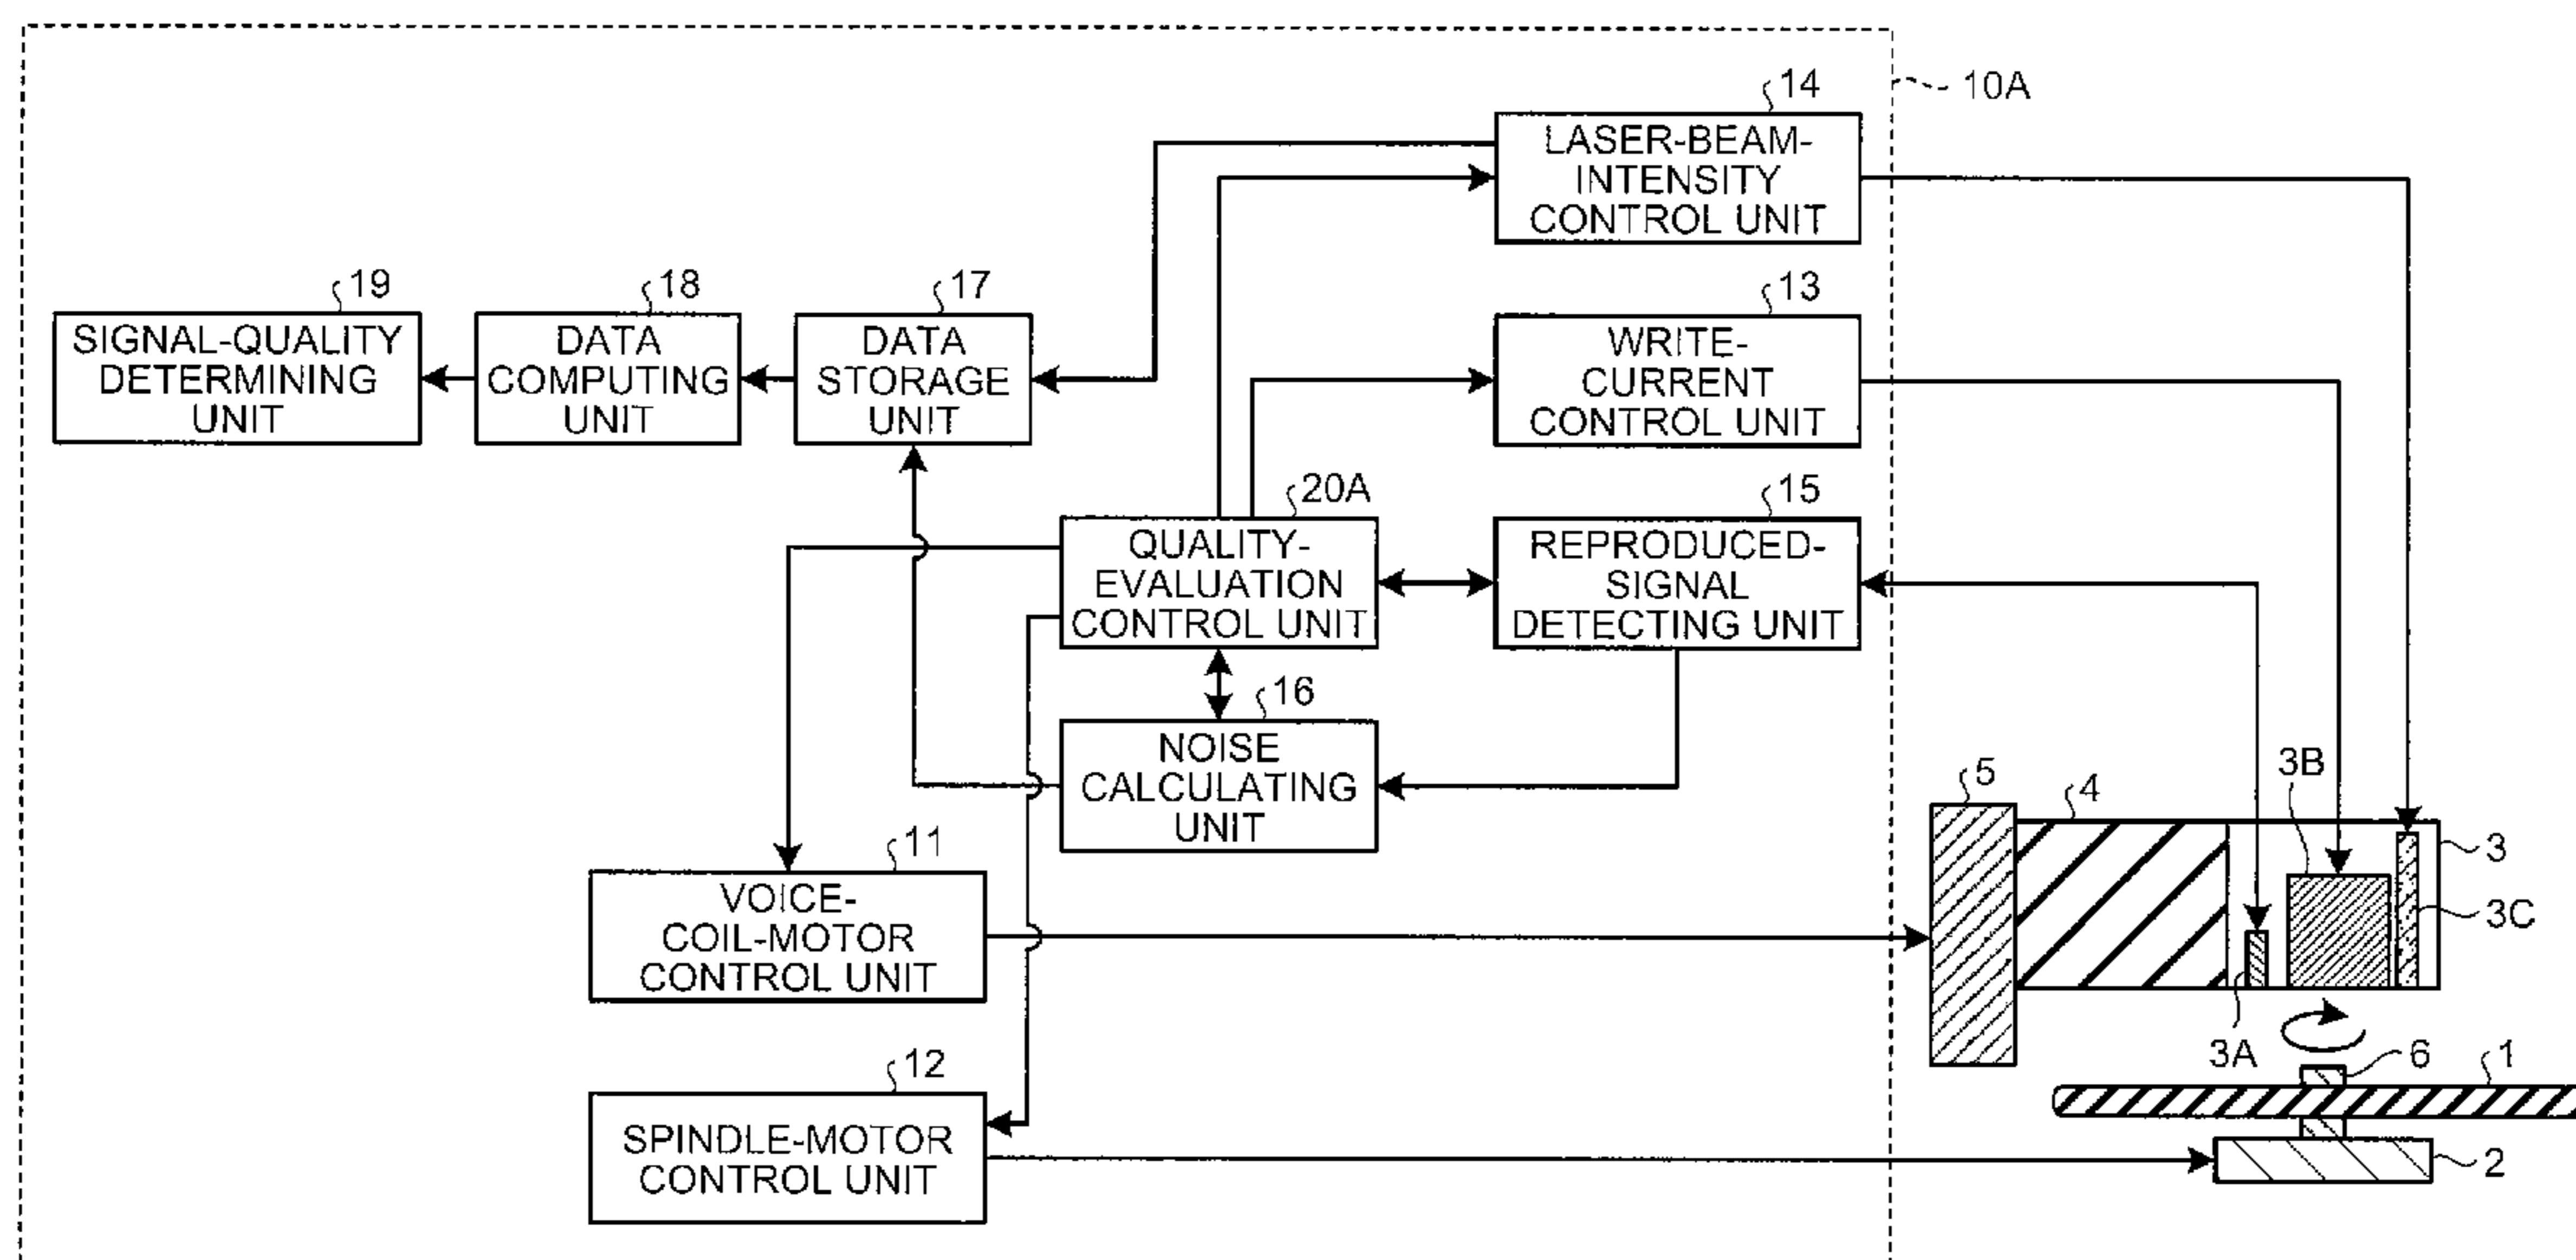 10A
14
LASER-BEAM-
INTENSITY
CONTROL UNIT
19
SIGNAL-QUALITY
DETERMINING
UNIT
18
DATA
COMPUTING
UNIT
17
DATA
STORAGE
UNIT
13
WRITE-
CURRENT
CONTROL UNIT
20A
QUALITY-
EVALUATION
CONTROL UNIT
15
REPRODUCED-
SIGNAL
DETECTING UNIT
16
NOISE
CALCULATING
UNIT
11
VOICE-
COIL-MOTOR
CONTROL UNIT
12
SPINDLE-MOTOR
CONTROL UNIT
5
4
3B
3
3C
3A
6
1
2